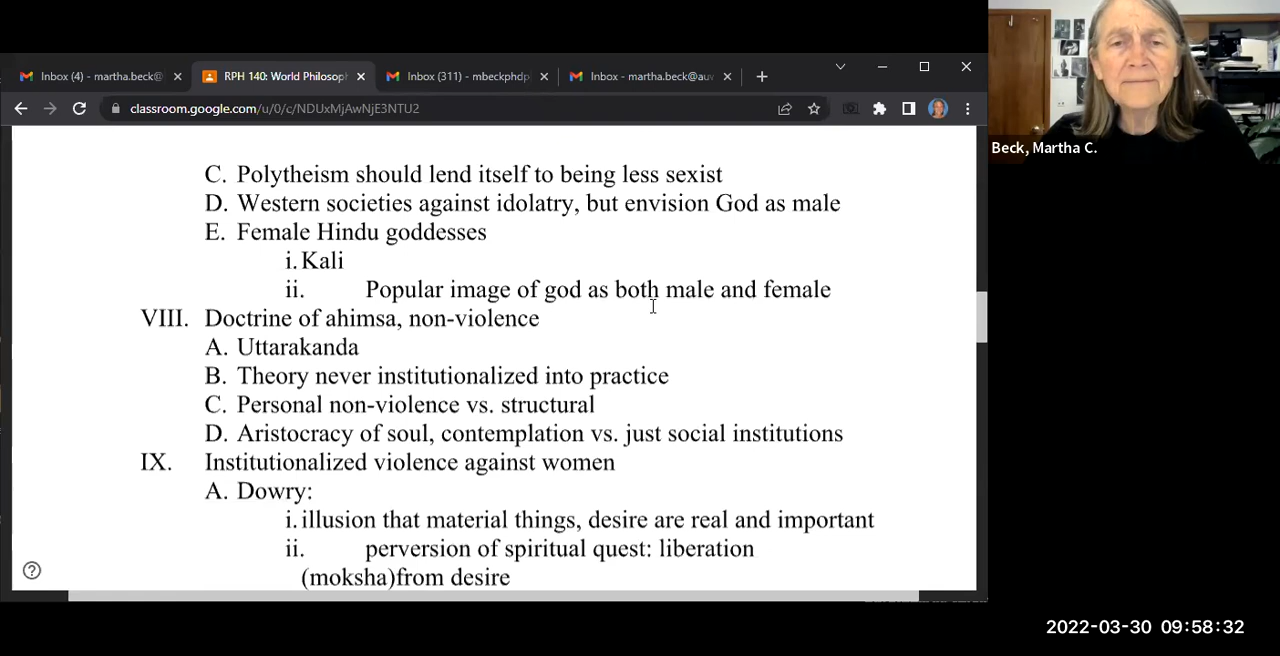 Inbox (4) - martha.beck@
RPH 140: World Philosoph
Inbox (311) - mbeckphdp
Inbox - martha.beck@auv
classroom.google.com/u/0/c/NDUxMjAwNjE3NTU2
Beck, Martha C.
C. Polytheism should lend itself to being less sexist
D. Western societies against idolatry, but envision God as male
E. Female Hindu goddesses
i. Kali
ii. Popular image of god as both male and female
VIII. Doctrine of ahimsa, non-violence
A. Uttarakanda
B. Theory never institutionalized into practice
C. Personal non-violence vs. structural
D. Aristocracy of soul, contemplation vs. just social institutions
IX. Institutionalized violence against women
A. Dowry:
i. illusion that material things, desire are real and important
ii. perversion of spiritual quest: liberation
(moksha)from desire
2022-03-30 09:58:32